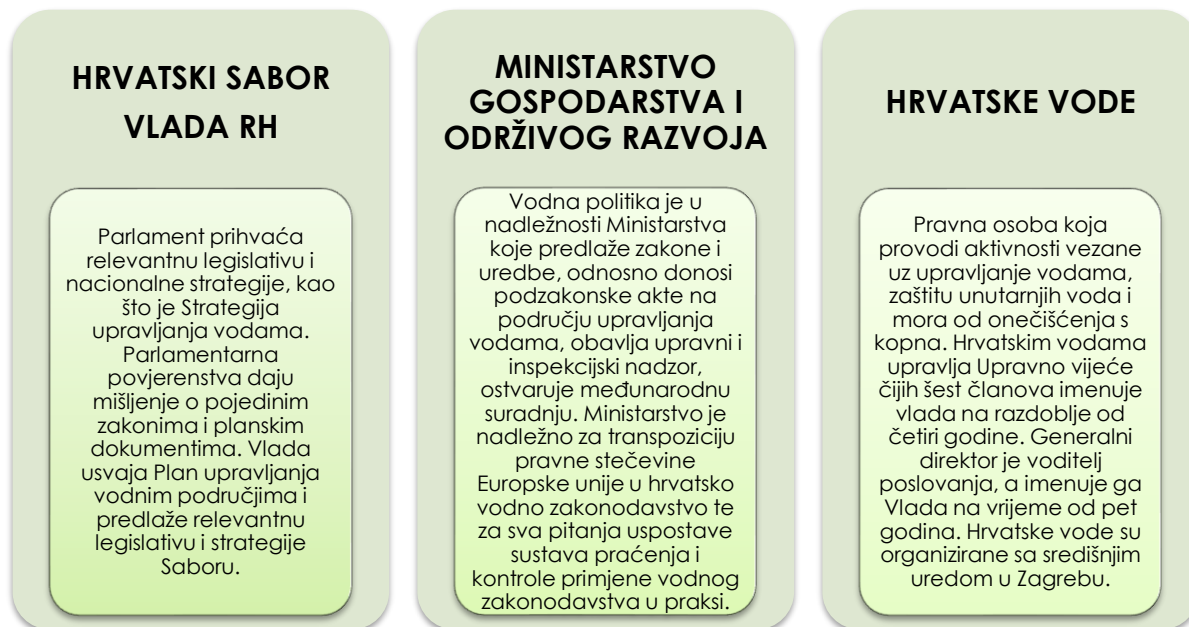 HRVATSKI SABOR
VLADA RH
Parlament prihvaća
relevantnu legislativu i
nacionalne strategije, kao
što je Strategija
upravljanja vodama.
Parlamentarna
povjerenstva daju
mišljenje o pojedinim
zakonima i planskim
dokumentima. Vlada
usvaja Plan upravljanja
vodnim područjima i
predlaže relevantnu
legislativu i strategije
Saboru.
MINISTARSTVO
GOSPODARSTVA I
ODRŽIVOG RAZVOJA
Vodna politika je u
nadležnosti Ministarstva
koje predlaže zakone i
uredbe, odnosno donosi
podzakonske akte na
području upravljanja
vodama, obavlja upravni i
inspekcijski nadzor,
ostvaruje međunarodnu
suradnju. Ministarstvo je
nadležno za transpoziciju
pravne stečevine
Europske unije u hrvatsko
vodno zakonodavstvo te
za sva pitanja uspostave
sustava praćenja i
kontrole primjene vodnog
zakonodavstva u praksi.
HRVATSKE VODE
Pravna osoba koja
provodi aktivnosti vezane
uz upravljanje vodama,
zaštitu unutarnjih voda i
mora od onečišćenja s
kopna. Hrvatskim vodama
upravlja Upravno vijeće
čijih šest članova imenuje
vlada na razdoblje od
četiri godine. Generalni
direktor je voditelj
poslovanja, a imenuje ga
Vlada na vrijeme od pet
godina. Hrvatske vode su
organizirane sa središnjim
uredom u Zagrebu.